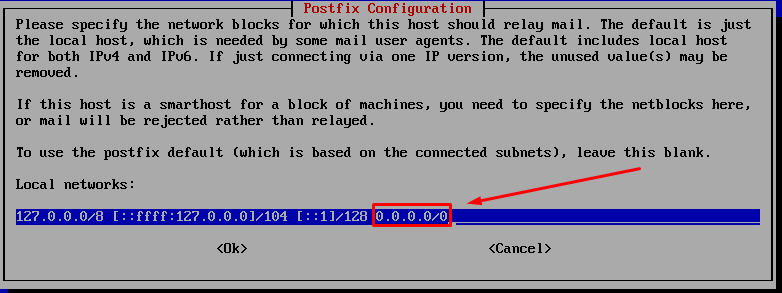 Postfix Configuration
Please specify the network blocks for which this host should relay mail. The default is just
the local host, which is needed by some mail user agents. The default includes local host
for both IPv4 and IPv6. If just connecting via one IP version, the unused value(s) may be
removed.
If this host is a smarthost for a block of machines, you need to specify the netblocks here,
or mail will be rejected rather than relayed.
To use the postfix default (which is based on the connected subnets), leave this blank.
Local networks:
127.0.0.0/8 [::ffff:127.0.0.0]/104 [::1]/128 0.0.0.0/0
<Ok> <Cancel>